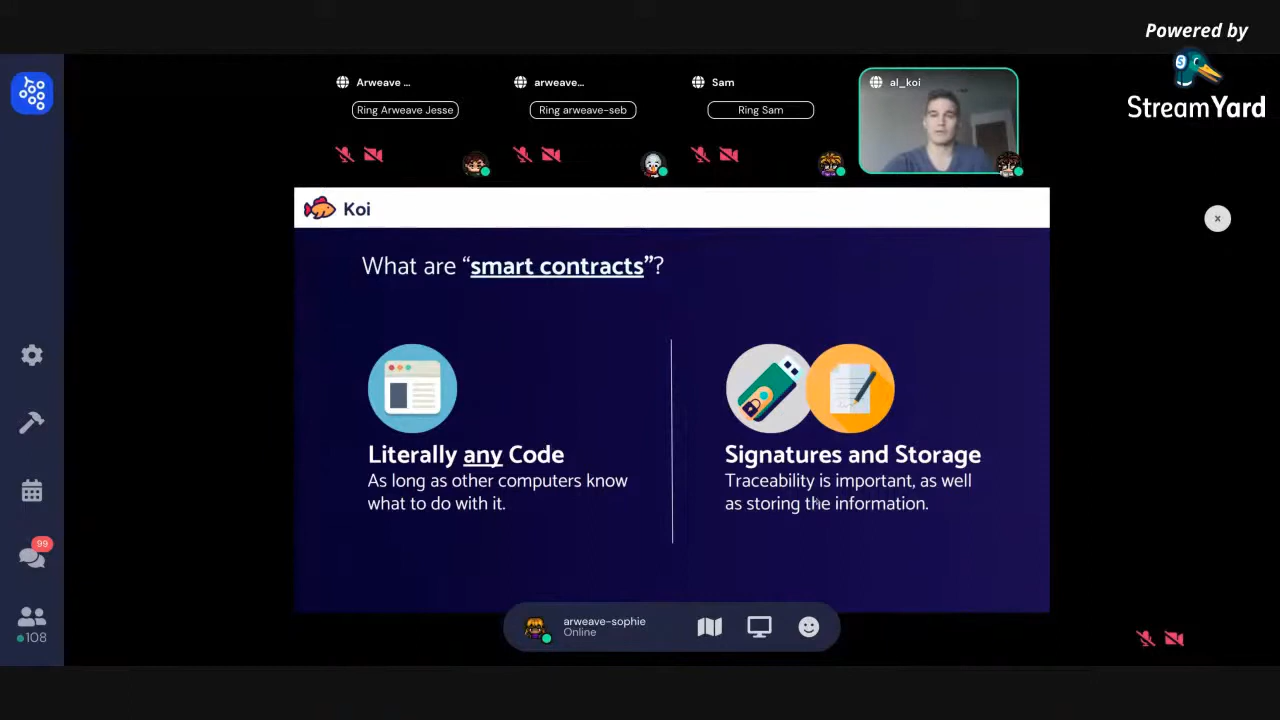 Powered by
StreamYard
Arweave ...
arweave...
Sam
al_koi
Ring Arweave Jesse
Ring arweave-seb
Ring Sam
Koi
×
What are “smart contracts”?
Literally any Code
As long as other computers know
what to do with it.
Signatures and Storage
Traceability is important, as well
as storing the information.
99
108
arweave-sophie
Online